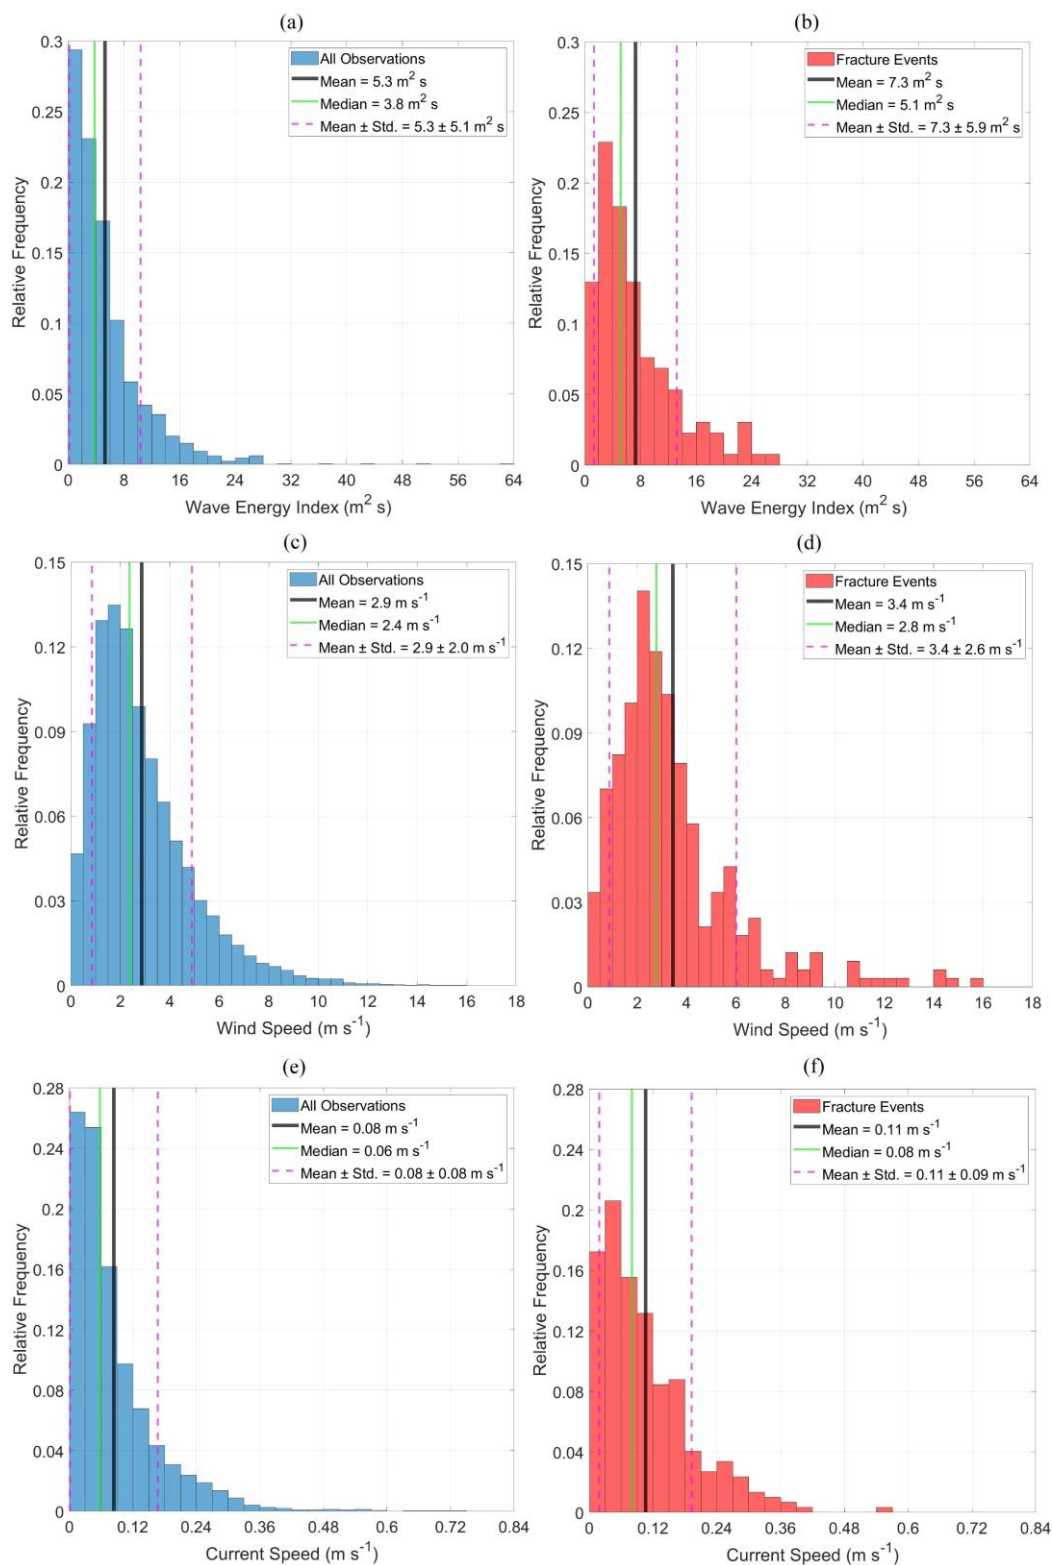 (a)
0.3
0.25
0.2
0.15
0.1
0.05
0
Relative Frequency
All Observations
Mean = 5.3 m² s
Median = 3.8 m² s
Mean ± Std. = 5.3 ± 5.1 m² s
0 8 16 24 32 40 48 56 64
Wave Energy Index (m² s)
(b)
0.3
0.25
0.2
0.15
0.1
0.05
0
Relative Frequency
Fracture Events
Mean = 7.3 m² s
Median = 5.1 m² s
Mean ± Std. = 7.3 ± 5.9 m² s
0 8 16 24 32 40 48 56 64
Wave Energy Index (m² s)
(c)
0.15
0.12
0.09
0.06
0.03
0
Relative Frequency
All Observations
Mean = 2.9 m s⁻¹
Median = 2.4 m s⁻¹
Mean ± Std. = 2.9 ± 2.0 m s⁻¹
0 2 4 6 8 10 12 14 16 18
Wind Speed (m s⁻¹)
(d)
0.15
0.12
0.09
0.06
0.03
0
Relative Frequency
Fracture Events
Mean = 3.4 m s⁻¹
Median = 2.8 m s⁻¹
Mean ± Std. = 3.4 ± 2.6 m s⁻¹
0 2 4 6 8 10 12 14 16 18
Wind Speed (m s⁻¹)
(e)
0.28
0.24
0.2
0.16
0.12
0.08
0.04
0
Relative Frequency
All Observations
Mean = 0.08 m s⁻¹
Median = 0.06 m s⁻¹
Mean ± Std. = 0.08 ± 0.08 m s⁻¹
0 0.12 0.24 0.36 0.48 0.6 0.72 0.84
Current Speed (m s⁻¹)
(f)
0.28
0.24
0.2
0.16
0.12
0.08
0.04
0
Relative Frequency
Fracture Events
Mean = 0.11 m s⁻¹
Median = 0.08 m s⁻¹
Mean ± Std. = 0.11 ± 0.09 m s⁻¹
0 0.12 0.24 0.36 0.48 0.6 0.72 0.84
Current Speed (m s⁻¹)